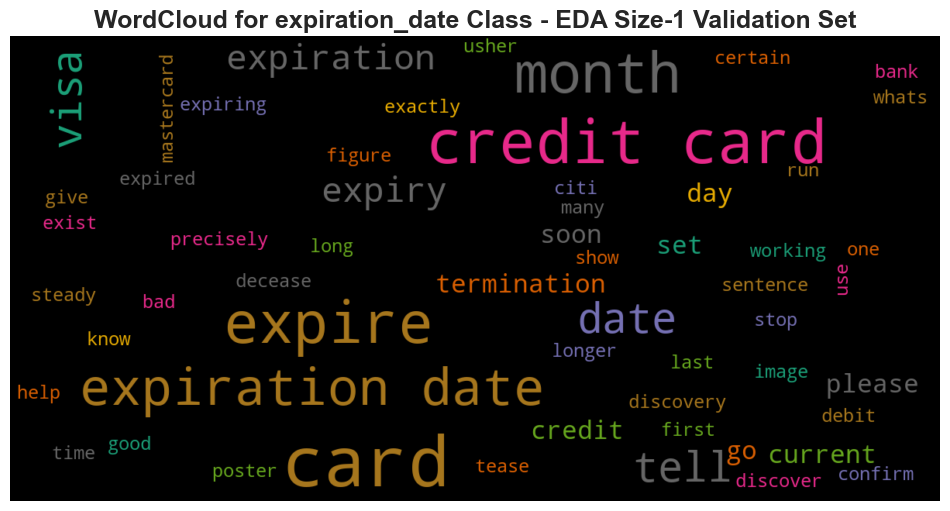 WordCloud for expiration_date Class - EDA Size-1 Validation Set
usher
expiration
month
certain
visa
mastercard
bank
expiring
exactly
whats
credit card
figure
run
expired
expiry
citi
day
give
many
exist
precisely
long
soon
set
working
one
show
decease
termination
sentence
use
steady
bad
expire
date
stop
know
longer
last
image
help
expiration date
please
discovery
debit
credit
first
time
good
card
tell
go
current
poster
tease
discover
confirm